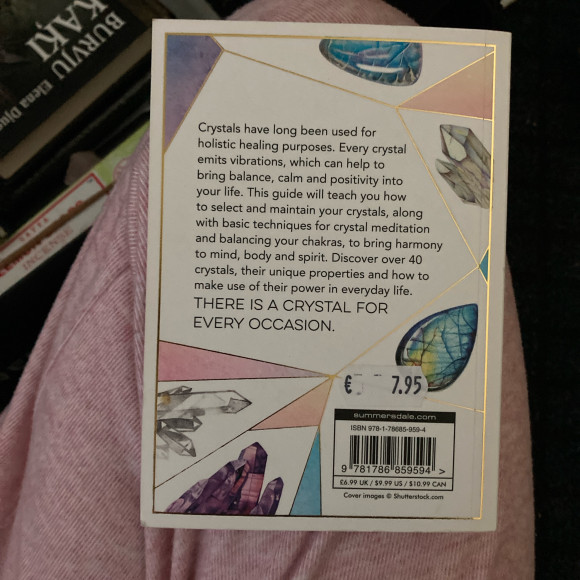 BURVJU
KAKI
Elena
INCENSE
Crystals have long been used for
holistic healing purposes. Every crystal
emits vibrations, which can help to
bring balance, calm and positivity into
your life. This guide will teach you how
to select and maintain your crystals, along
with basic techniques for crystal meditation
and balancing your chakras, to bring harmony
to mind, body and spirit. Discover over 40
crystals, their unique properties and how to
make use of their power in everyday life.
THERE IS A CRYSTAL FOR
EVERY OCCASION.
€ 7.95
summersdale.com
ISBN 978-1-78685-959-4
9 781786 859594 >
£6.99 UK / $9.99 US / $10.99 CAN
Cover images © Shutterstock.com